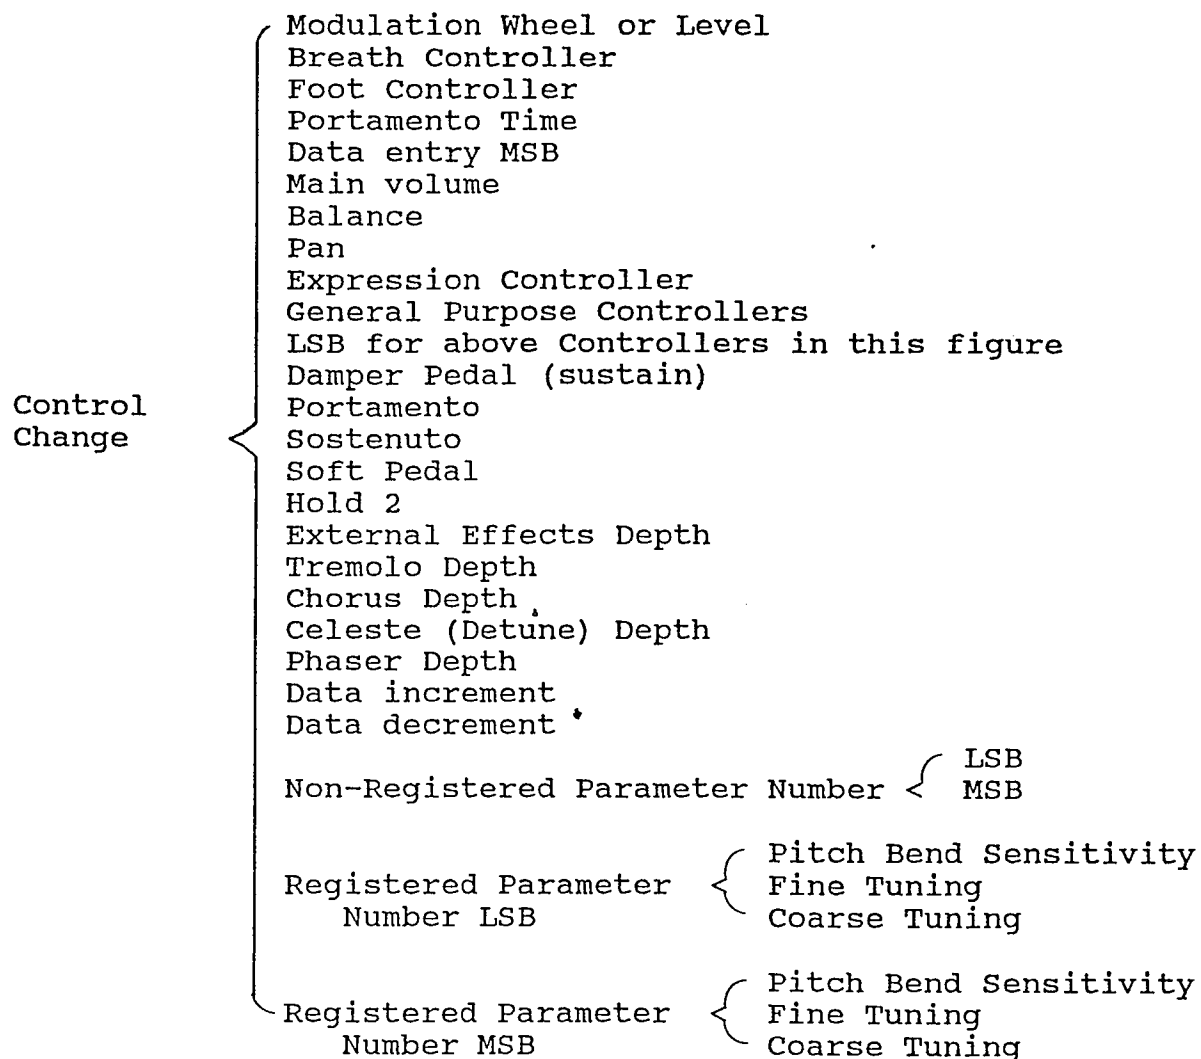 Modulation Wheel or Level
Breath Controller
Foot Controller
Portamento Time
Data entry MSB
Main volume
Balance
Pan
Expression Controller
General Purpose Controllers
LSB for above Controllers in this figure
Damper Pedal (sustain)
Control Portamento
Change Sostenuto
Soft Pedal
Hold 2
External Effects Depth
Tremolo Depth
Chorus Depth
Celeste (Detune) Depth
Phaser Depth
Data increment
Data decrement
LSB
Non-Registered Parameter Number MSB
Pitch Bend Sensitivity
Registered Parameter Fine Tuning
Number LSB Coarse Tuning
Pitch Bend Sensitivity
Registered Parameter Fine Tuning
Number MSB Coarse Tuning